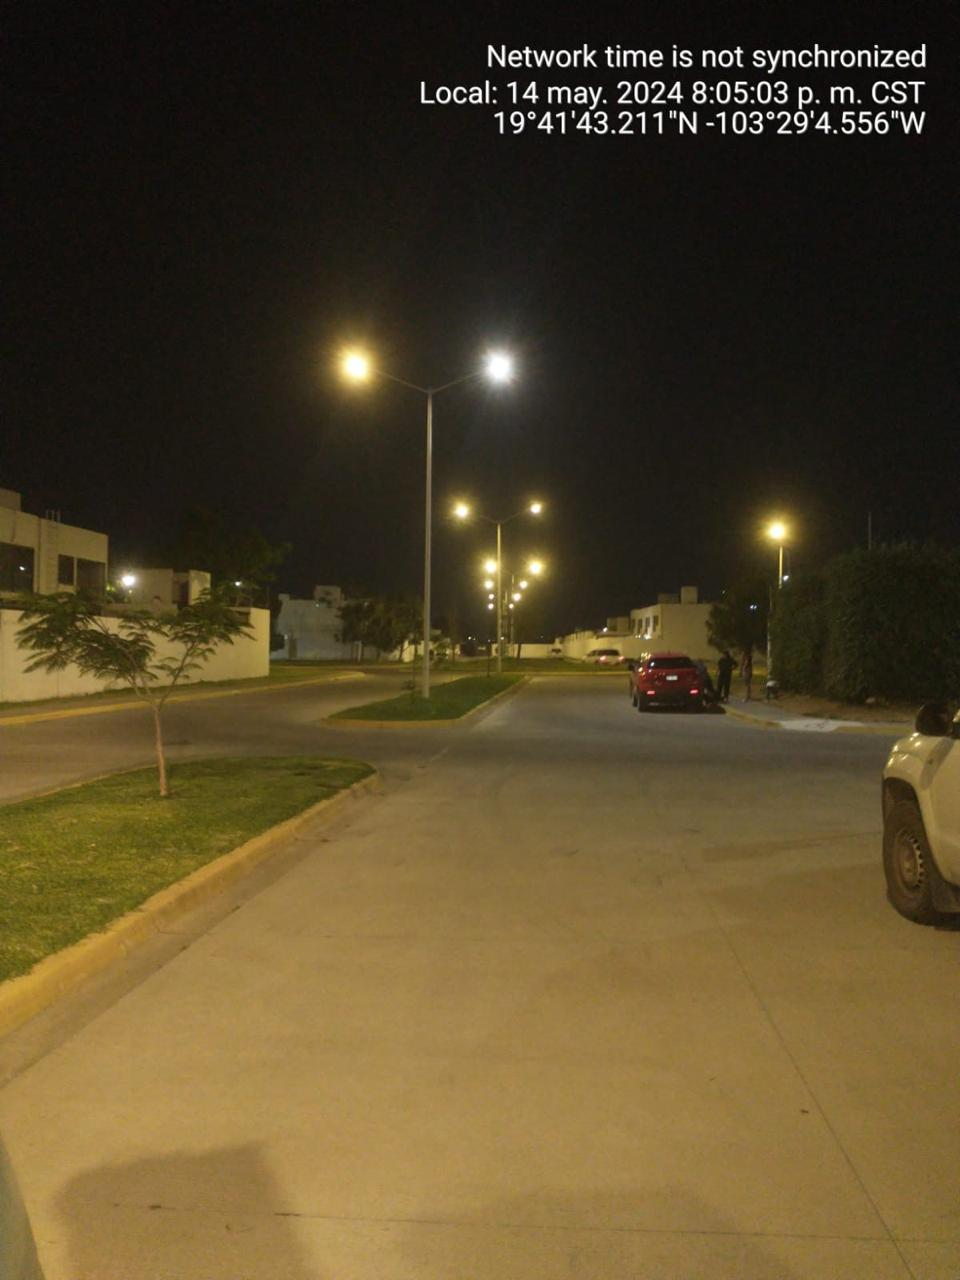 Network time is not synchronized
Local: 14 may. 2024 8:05:03 p. m. CST
19°41'43.211"N -103°29'4.556"W